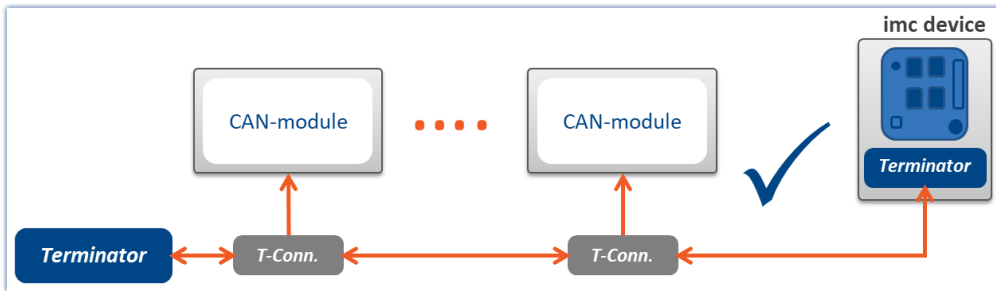 imc device
CAN-module
CAN-module
Terminator
Terminator
T-Conn.
T-Conn.